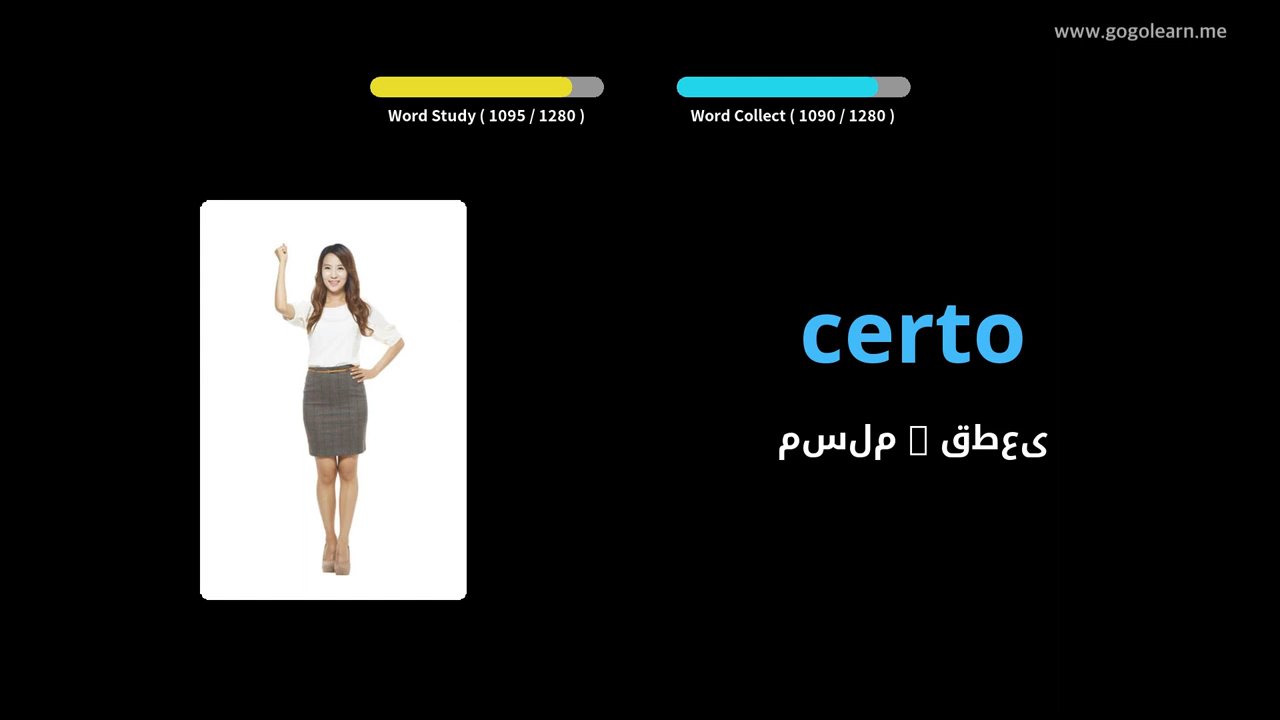 www.gogolearn.me
Word Study ( 1095 / 1280 )
Word Collect ( 1090 / 1280 )
certo
مسلم قطعی